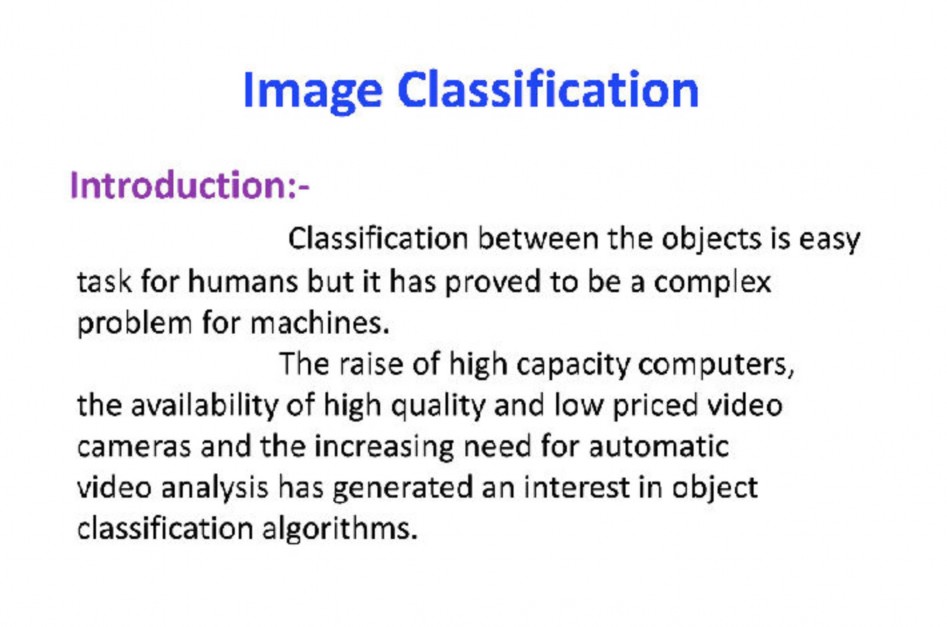 Image Classification
Introduction:-
Classification between the objects is easy
task for humans but it has proved to be a complex
problem for machines.
The raise of high capacity computers,
the availability of high quality and low priced video
cameras and the increasing need for automatic
video analysis has generated an interest in object
classification algorithms.